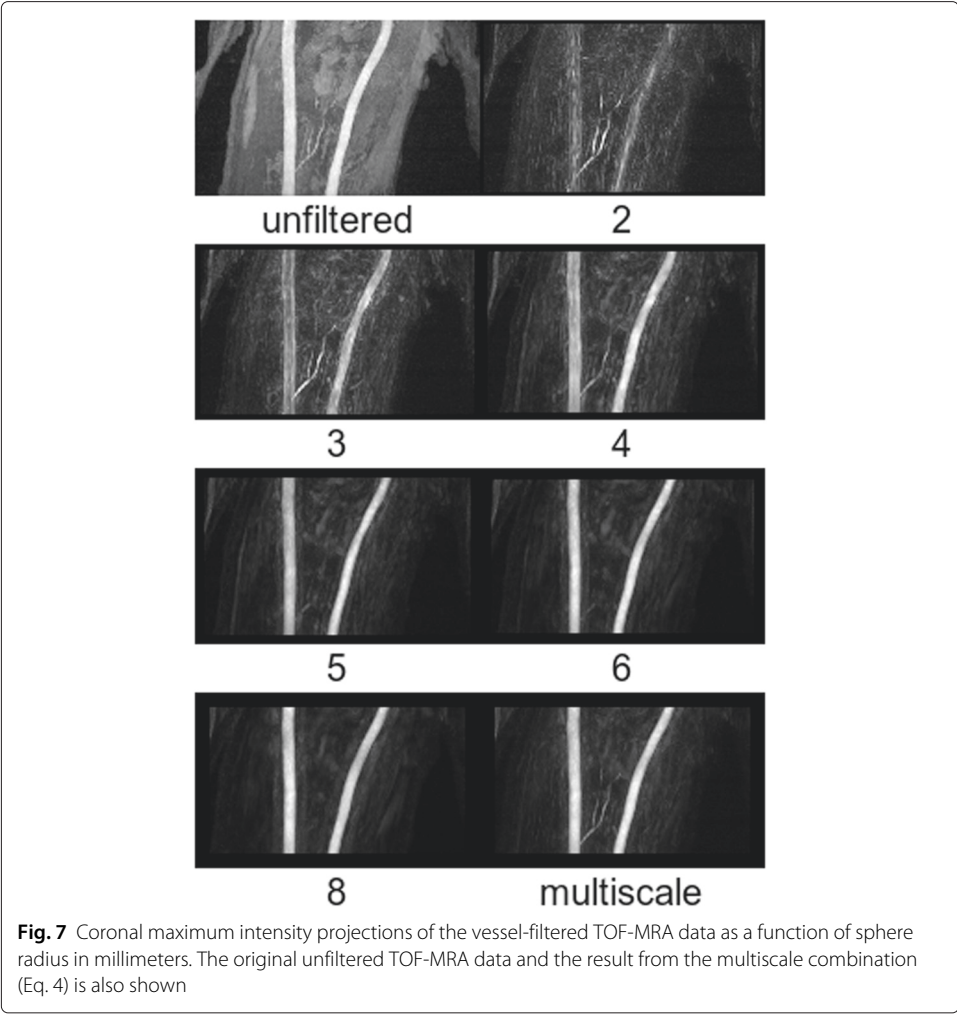 unfiltered
2
3
4
5
6
8
multiscale
Fig. 7 Coronal maximum intensity projections of the vessel-filtered TOF-MRA data as a function of sphere
radius in millimeters. The original unfiltered TOF-MRA data and the result from the multiscale combination
(Eq. 4) is also shown